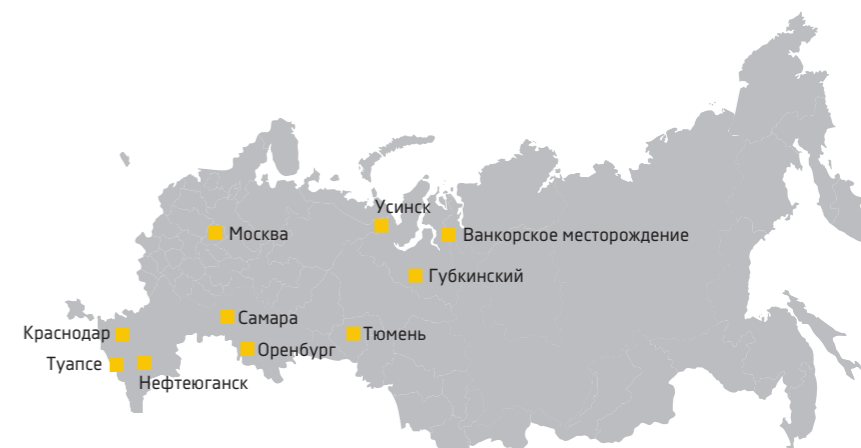 Усинск
Москва
Ванкорское месторождение
Губкинский
Самара
Краснодар
Тюмень
Оренбург
Туапсе
Нефтеюганск